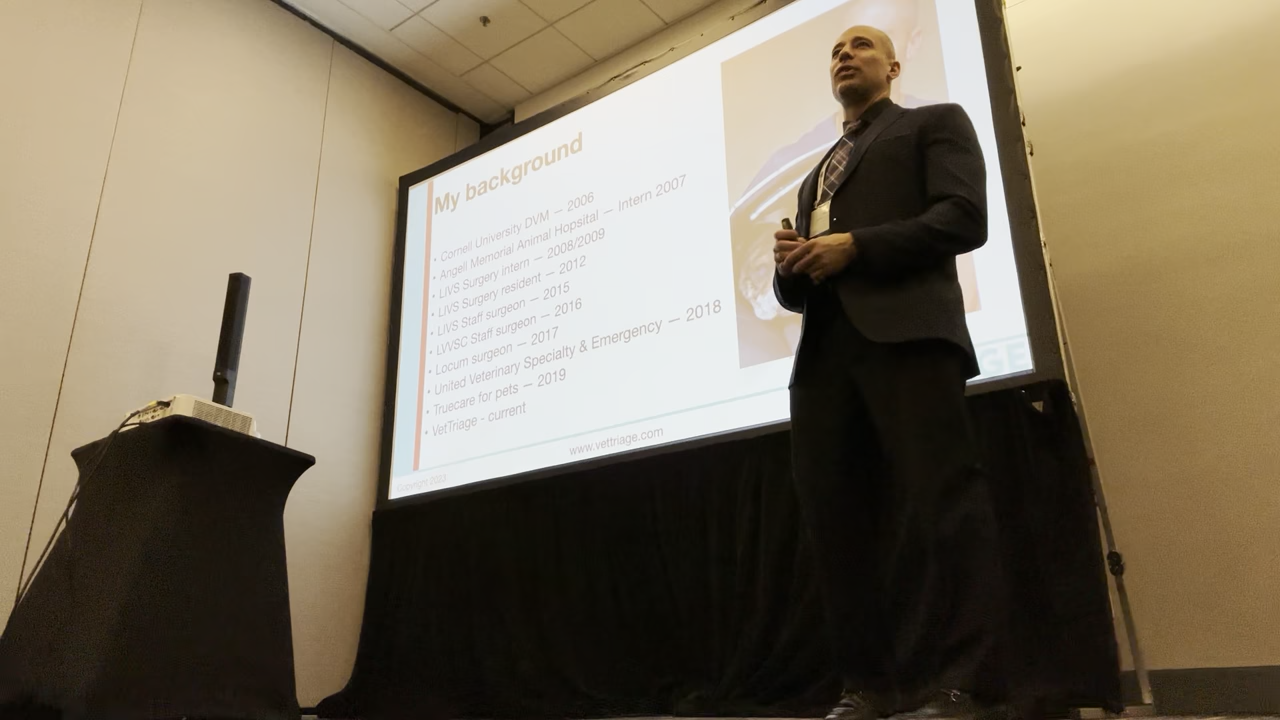 My background
• Cornell University DVM — 2006
• Angell Memorial Animal Hopsital — Intern 2007
• LIVS Surgery intern — 2008/2009
• LIVS Surgery resident — 2012
• LIVS Staff surgeon — 2015
• LVVSC Staff surgeon — 2016
• Locum surgeon — 2017
• United Veterinary Specialty & Emergency — 2018
• Truecare for pets — 2019
• VetTriage - current
www.vettriage.com
Copyright 2023